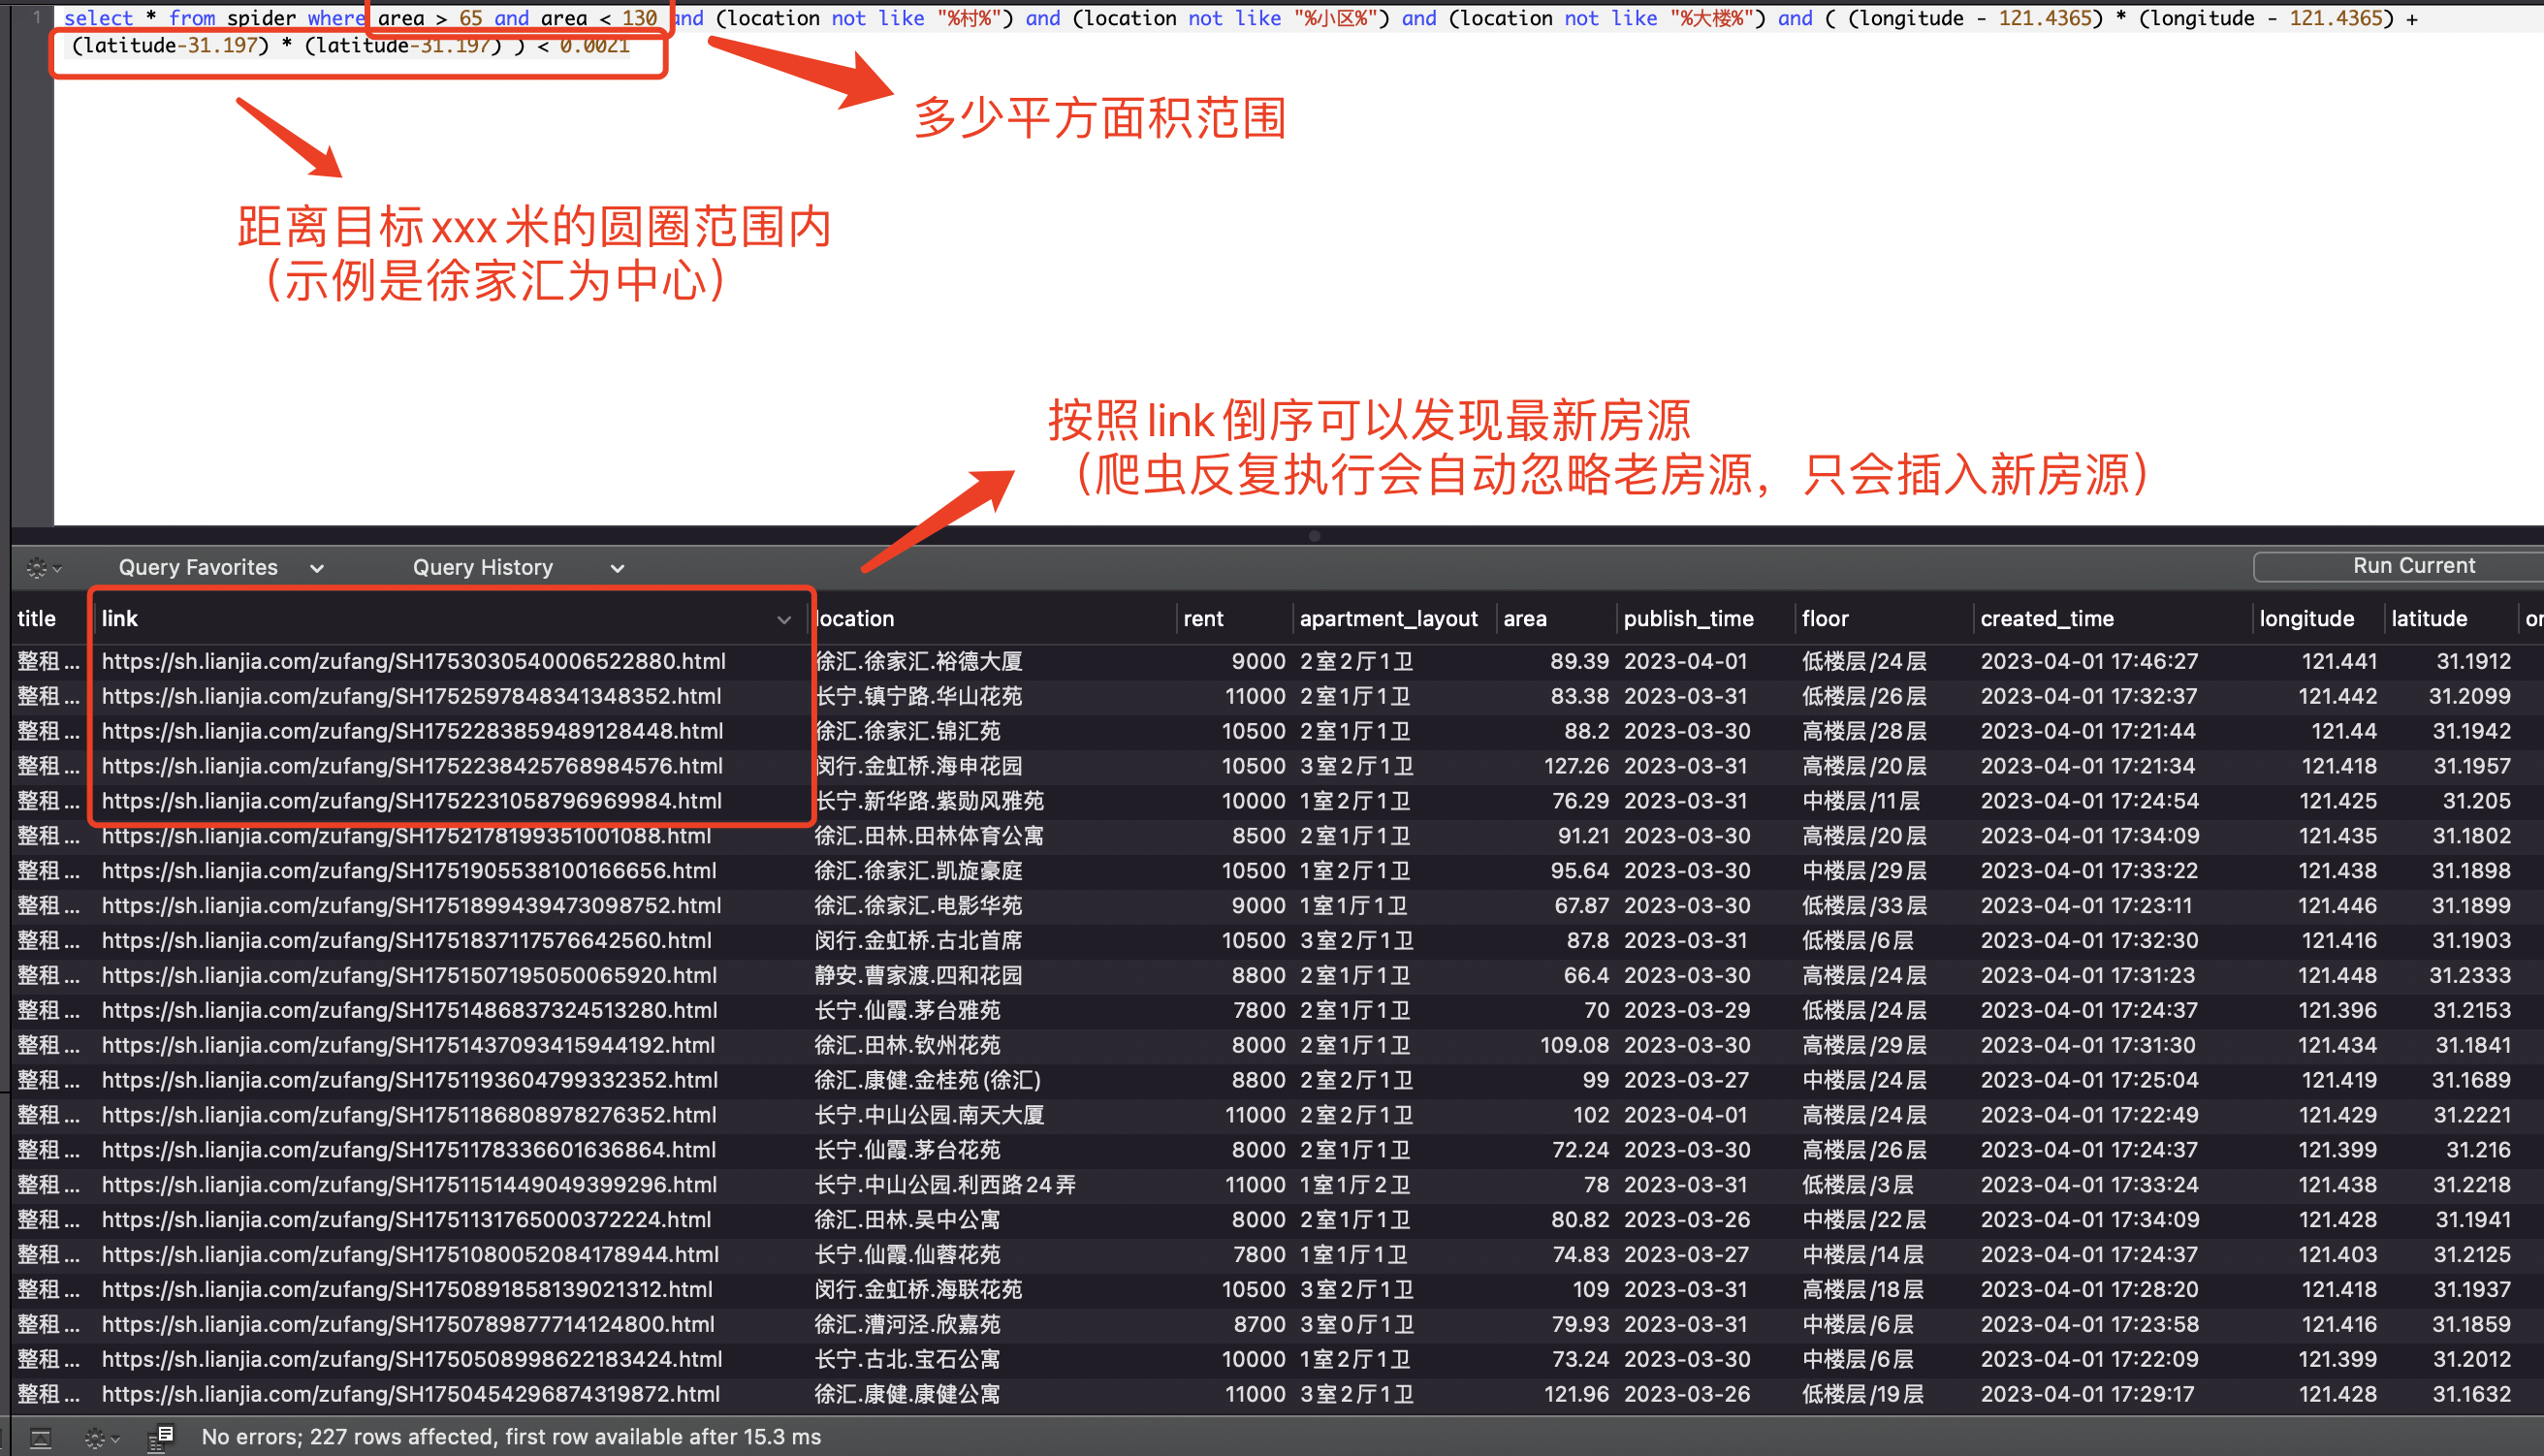 1 select * from spider where area > 65 and area < 130 and (location not like "%村%") and (location not like "%小区%") and (location not like "%大楼%") and ( (longitude - 121.4365) * (longitude - 121.4365) +
(latitude-31.197) * (latitude-31.197) ) < 0.0021
多少平方面积范围
距离目标xxx米的圆圈范围内
（示例是徐家汇为中心）
按照link倒序可以发现最新房源
（爬虫反复执行会自动忽略老房源，只会插入新房源）
Query Favorites Query History Run Current
title link location rent apartment_layout area publish_time floor created_time longitude latitude
整租... https://sh.lianjia.com/zufang/SH1753030540006522880.html 徐汇.徐家汇.裕德大厦 9000 2室2厅1卫 89.39 2023-04-01 低楼层/24层 2023-04-01 17:46:27 121.441 31.1912
整租... https://sh.lianjia.com/zufang/SH1752597848341348352.html 长宁.镇宁路.华山花苑 11000 2室1厅1卫 83.38 2023-03-31 低楼层/26层 2023-04-01 17:32:37 121.442 31.2099
整租... https://sh.lianjia.com/zufang/SH1752283859489128448.html 徐汇.徐家汇.锦汇苑 10500 2室1厅1卫 88.2 2023-03-30 高楼层/28层 2023-04-01 17:21:44 121.44 31.1942
整租... https://sh.lianjia.com/zufang/SH1752238425768984576.html 闵行.金虹桥.海申花园 10500 3室2厅1卫 127.26 2023-03-31 高楼层/20层 2023-04-01 17:21:34 121.418 31.1957
整租... https://sh.lianjia.com/zufang/SH1752231058796969984.html 长宁.新华路.紫勋风雅苑 10000 1室2厅1卫 76.29 2023-03-31 中楼层/11层 2023-04-01 17:24:54 121.425 31.205
整租... https://sh.lianjia.com/zufang/SH1752178199351001088.html 徐汇.田林.田林体育公寓 8500 2室1厅1卫 91.21 2023-03-30 高楼层/20层 2023-04-01 17:34:09 121.435 31.1802
整租... https://sh.lianjia.com/zufang/SH1751905538100166656.html 徐汇.徐家汇.凯旋豪庭 10500 1室2厅1卫 95.64 2023-03-30 中楼层/29层 2023-04-01 17:33:22 121.438 31.1898
整租... https://sh.lianjia.com/zufang/SH1751899439473098752.html 徐汇.徐家汇.电影华苑 9000 1室1厅1卫 67.87 2023-03-30 低楼层/33层 2023-04-01 17:23:11 121.446 31.1899
整租... https://sh.lianjia.com/zufang/SH1751837117576642560.html 闵行.金虹桥.古北首席 10500 3室2厅1卫 87.8 2023-03-31 低楼层/6层 2023-04-01 17:32:30 121.416 31.1903
整租... https://sh.lianjia.com/zufang/SH1751507195050065920.html 静安.曹家渡.四和花园 8800 2室1厅1卫 66.4 2023-03-30 高楼层/24层 2023-04-01 17:31:23 121.448 31.2333
整租... https://sh.lianjia.com/zufang/SH1751486837324513280.html 长宁.仙霞.茅台雅苑 7800 2室1厅1卫 70 2023-03-29 低楼层/24层 2023-04-01 17:24:37 121.396 31.2153
整租... https://sh.lianjia.com/zufang/SH1751437093415944192.html 徐汇.田林.钦州花苑 8000 2室1厅1卫 109.08 2023-03-30 高楼层/29层 2023-04-01 17:31:30 121.434 31.1841
整租... https://sh.lianjia.com/zufang/SH1751193604799332352.html 徐汇.康健.金桂苑(徐汇) 8800 2室2厅1卫 99 2023-03-27 中楼层/24层 2023-04-01 17:25:04 121.419 31.1689
整租... https://sh.lianjia.com/zufang/SH1751186808978276352.html 长宁.中山公园.南天大厦 11000 2室2厅1卫 102 2023-04-01 高楼层/24层 2023-04-01 17:22:49 121.429 31.2221
整租... https://sh.lianjia.com/zufang/SH1751178336601636864.html 长宁.仙霞.茅台花苑 8000 2室1厅1卫 72.24 2023-03-30 高楼层/26层 2023-04-01 17:24:37 121.399 31.216
整租... https://sh.lianjia.com/zufang/SH1751151449049399296.html 长宁.中山公园.利西路24弄 11000 1室1厅2卫 78 2023-03-31 低楼层/3层 2023-04-01 17:33:24 121.438 31.2218
整租... https://sh.lianjia.com/zufang/SH1751131765000372224.html 徐汇.田林.吴中公寓 8000 2室1厅1卫 80.82 2023-03-26 中楼层/22层 2023-04-01 17:34:09 121.428 31.1941
整租... https://sh.lianjia.com/zufang/SH1751080052084178944.html 长宁.仙霞.仙蓉花苑 7800 1室1厅1卫 74.83 2023-03-27 中楼层/14层 2023-04-01 17:24:37 121.403 31.2125
整租... https://sh.lianjia.com/zufang/SH1750891858139021312.html 闵行.金虹桥.海联花苑 10500 3室2厅1卫 109 2023-03-31 高楼层/18层 2023-04-01 17:28:20 121.418 31.1937
整租... https://sh.lianjia.com/zufang/SH1750789877714124800.html 徐汇.漕河泾.欣嘉苑 8700 3室0厅1卫 79.93 2023-03-31 中楼层/6层 2023-04-01 17:23:58 121.416 31.1859
整租... https://sh.lianjia.com/zufang/SH1750508998622183424.html 长宁.古北.宝石公寓 10000 1室2厅1卫 73.24 2023-03-30 中楼层/6层 2023-04-01 17:22:09 121.399 31.2012
整租... https://sh.lianjia.com/zufang/SH1750454296874319872.html 徐汇.康健.康健公寓 11000 3室2厅1卫 121.96 2023-03-26 低楼层/19层 2023-04-01 17:29:17 121.428 31.1632
No errors; 227 rows affected, first row available after 15.3 ms